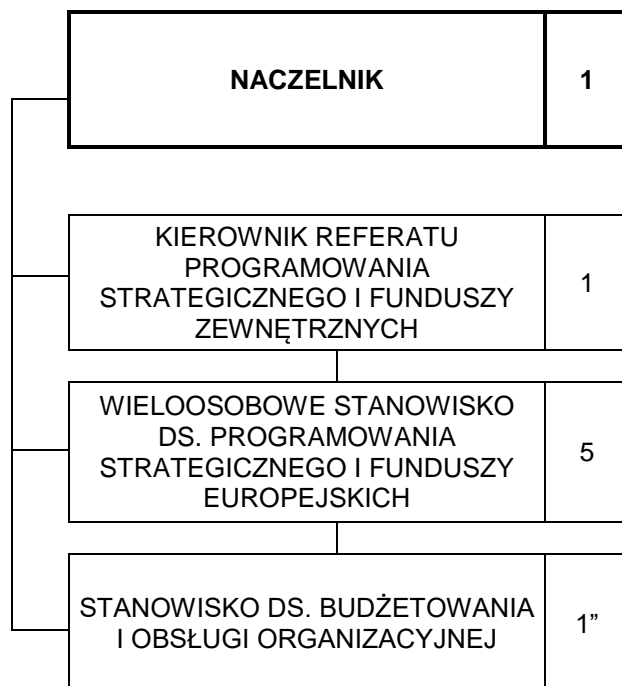 NACZELNIK 1
KIEROWNIK REFERATU
PROGRAMOWANIA
STRATEGICZNEGO I FUNDUSZY
ZEWNĘTRZNYCH
1
WIELOOSOBOWE STANOWISKO
DS. PROGRAMOWANIA
STRATEGICZNEGO I FUNDUSZY
EUROPEJSKICH
5
STANOWISKO DS. BUDŻETOWANIA
I OBSŁUGI ORGANIZACYJNEJ
1”